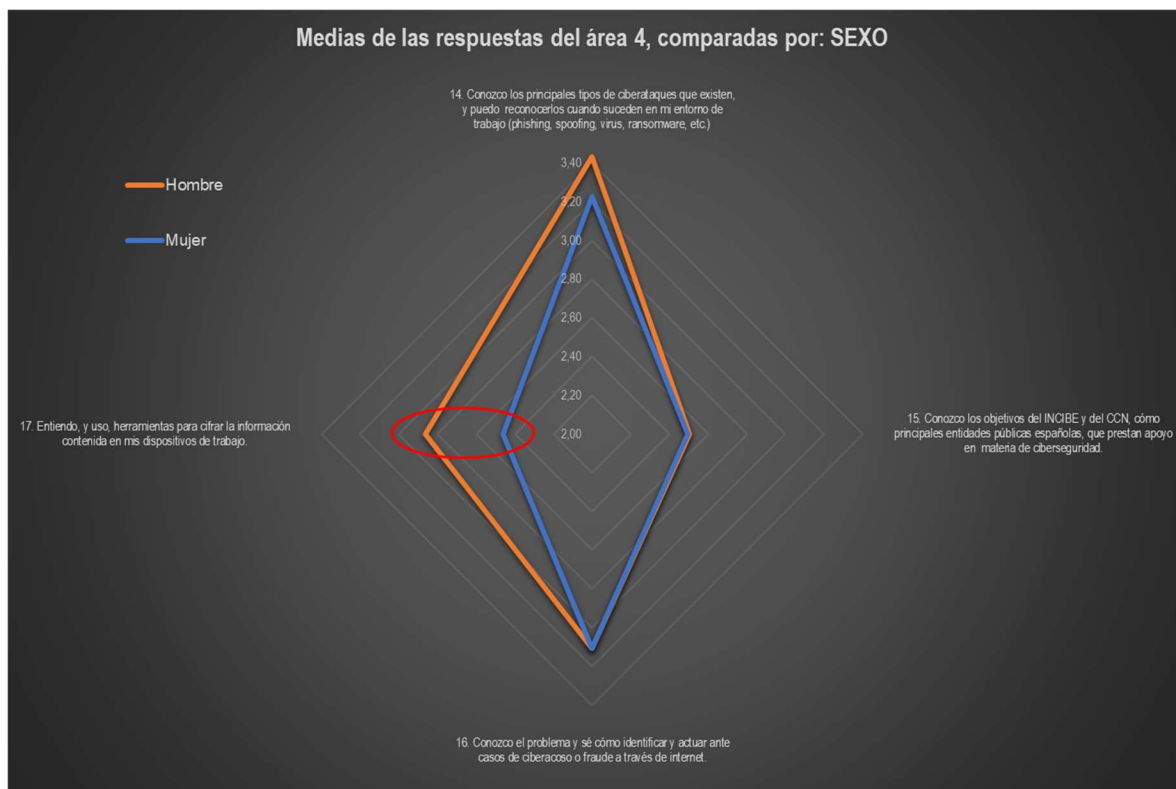 Medias de las respuestas del área 4, comparadas por: SEXO
14. Conozco los principales tipos de ciberataques que existen,
y puedo reconocerlos cuando suceden en mi entorno de
trabajo (phishing, spoofing, virus, ransomware, etc.)
Hombre
Mujer
3,40
3,20
3,00
2,80
2,60
2,40
2,20
2,00
17. Entiendo, y uso, herramientas para cifrar la información
contenida en mis dispositivos de trabajo.
15. Conozco los objetivos del INCIBE y del CCN, cómo
principales entidades públicas españolas, que prestan apoyo
en materia de ciberseguridad.
16. Conozco el problema y sé cómo identificar y actuar ante
casos de ciberacoso o fraude a través de internet.